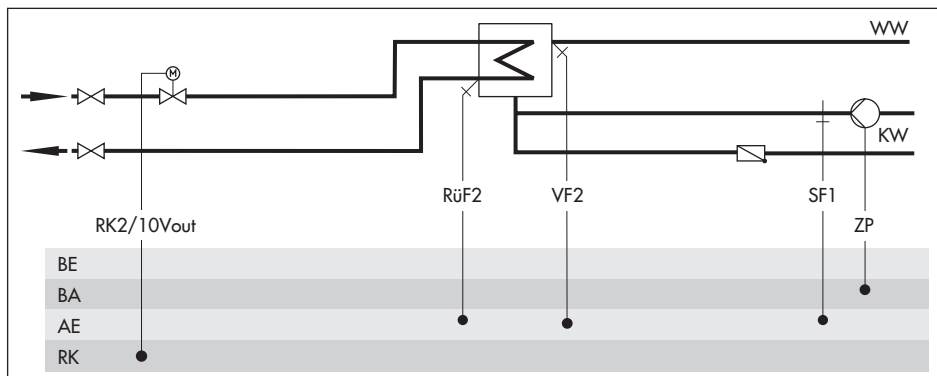 WW
M
KW
RüF2 VF2 SF1
RK2/10Vout ZP
BE
BA
AE
RK